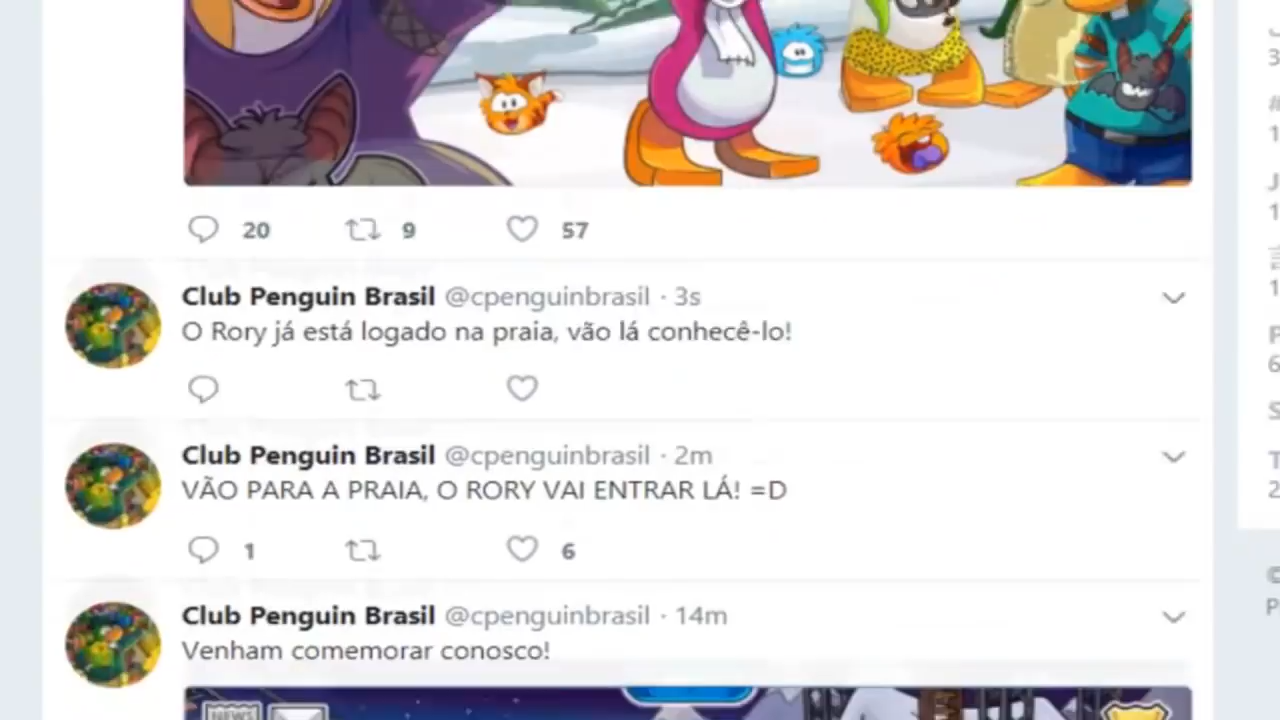 20 9 57
Club Penguin Brasil @cpenguinbrasil · 3s
O Rory já está logado na praia, vão lá conhecê-lo!
Club Penguin Brasil @cpenguinbrasil · 2m
VÃO PARA A PRAIA, O RORY VAI ENTRAR LÁ! =D
1 6
Club Penguin Brasil @cpenguinbrasil · 14m
Venham comemorar conosco!
NEWS